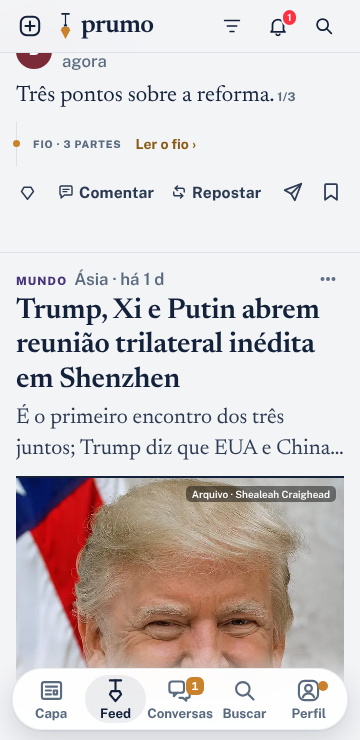 prumo
1
agora
Três pontos sobre a reforma. 1/3
FIO · 3 PARTES Ler o fio ›
Comentar Repostar
MUNDO Ásia · há 1 d
Trump, Xi e Putin abrem
reunião trilateral inédita
em Shenzhen
É o primeiro encontro dos três
juntos; Trump diz que EUA e China...
Arquivo · Shealeah Craighead
1
Capa Feed Conversas Buscar Perfil